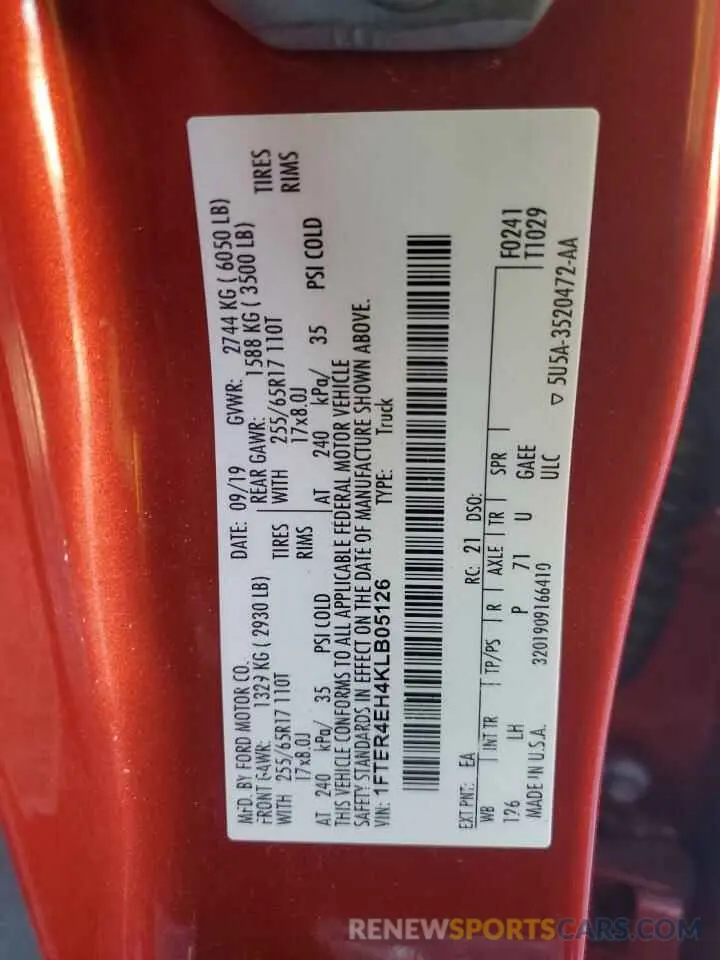 MFD. BY FORD MOTOR CO.
DATE: 09/19 GVWR: 2744 KG ( 6050 LB)
FRONT GAWR: 1329 KG ( 2930 LB) REAR GAWR: 1588 KG ( 3500 LB)
WITH 255/65R17 110T TIRES WITH 255/65R17 110T TIRES
17x8.0J RIMS 17x8.0J RIMS
AT 240 kPa/ 35 PSI COLD AT 240 kPa/ 35 PSI COLD
THIS VEHICLE CONFORMS TO ALL APPLICABLE FEDERAL MOTOR VEHICLE
SAFETY STANDARDS IN EFFECT ON THE DATE OF MANUFACTURE SHOWN ABOVE.
VIN: 1FTER4EH4KLB05126 TYPE: Truck
EXT PNT: EA RC: 21 DSO:
WB INT TR TP/PS R AXLE TR SPR F0241
126 LH P 71 U GAEE T1029
MADE IN U.S.A. 3201909166410 ULC ▽ 5U5A-3520472-AA
RENEWSPORTSCARS.COM